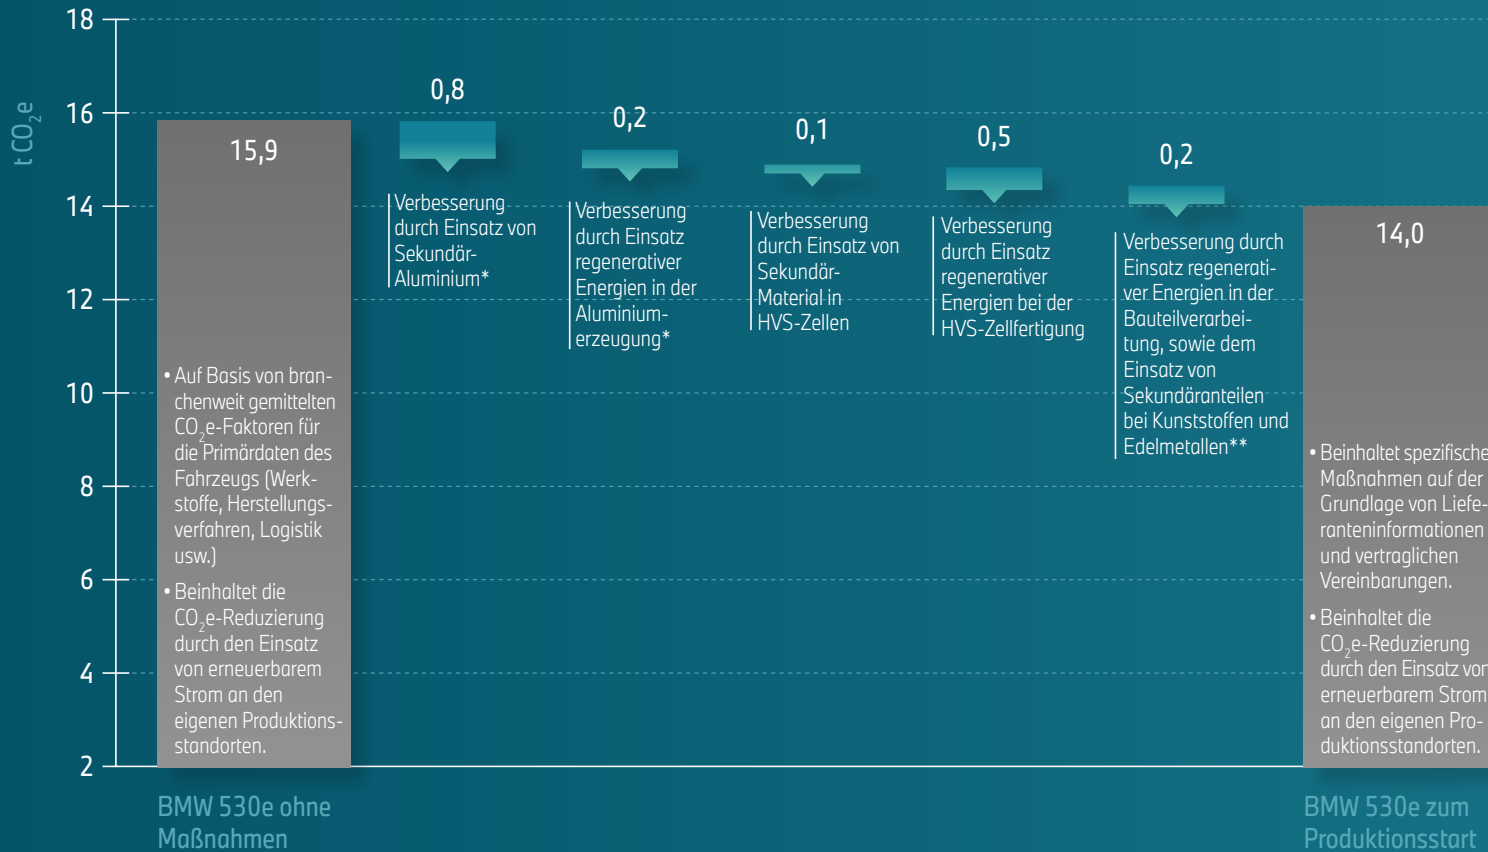 t CO₂e
18
16
14
12
10
8
6
4
2
15,9
• Auf Basis von bran-
chenweit gemittelten
CO₂e-Faktoren für
die Primärdaten des
Fahrzeugs (Werk-
stoffe, Herstellungs-
verfahren, Logistik
usw.)
• Beinhaltet die
CO₂e-Reduzierung
durch den Einsatz
von erneuerbarem
Strom an den
eigenen Produktions-
standorten.
BMW 530e ohne
Maßnahmen
0,8
Verbesserung
durch Einsatz von
Sekundär-
Aluminium*
0,2
Verbesserung
durch Einsatz
regenerativer
Energien in der
Aluminium-
erzeugung*
0,1
Verbesserung
durch Einsatz von
Sekundär-
Material in
HVS-Zellen
0,5
Verbesserung
durch Einsatz
regenerativer
Energien bei der
HVS-Zellfertigung
0,2
Verbesserung durch
Einsatz regenerati-
ver Energien in der
Bauteilverarbei-
tung, sowie dem
Einsatz von
Sekundäranteilen
bei Kunststoffen und
Edelmetallen**
14,0
• Beinhaltet spezifische
Maßnahmen auf der
Grundlage von Liefe-
ranteninformationen
und vertraglichen
Vereinbarungen.
• Beinhaltet die
CO₂e-Reduzierung
durch den Einsatz von
erneuerbarem Strom
an den eigenen Pro-
duktionsstandorten.
BMW 530e zum
Produktionsstart